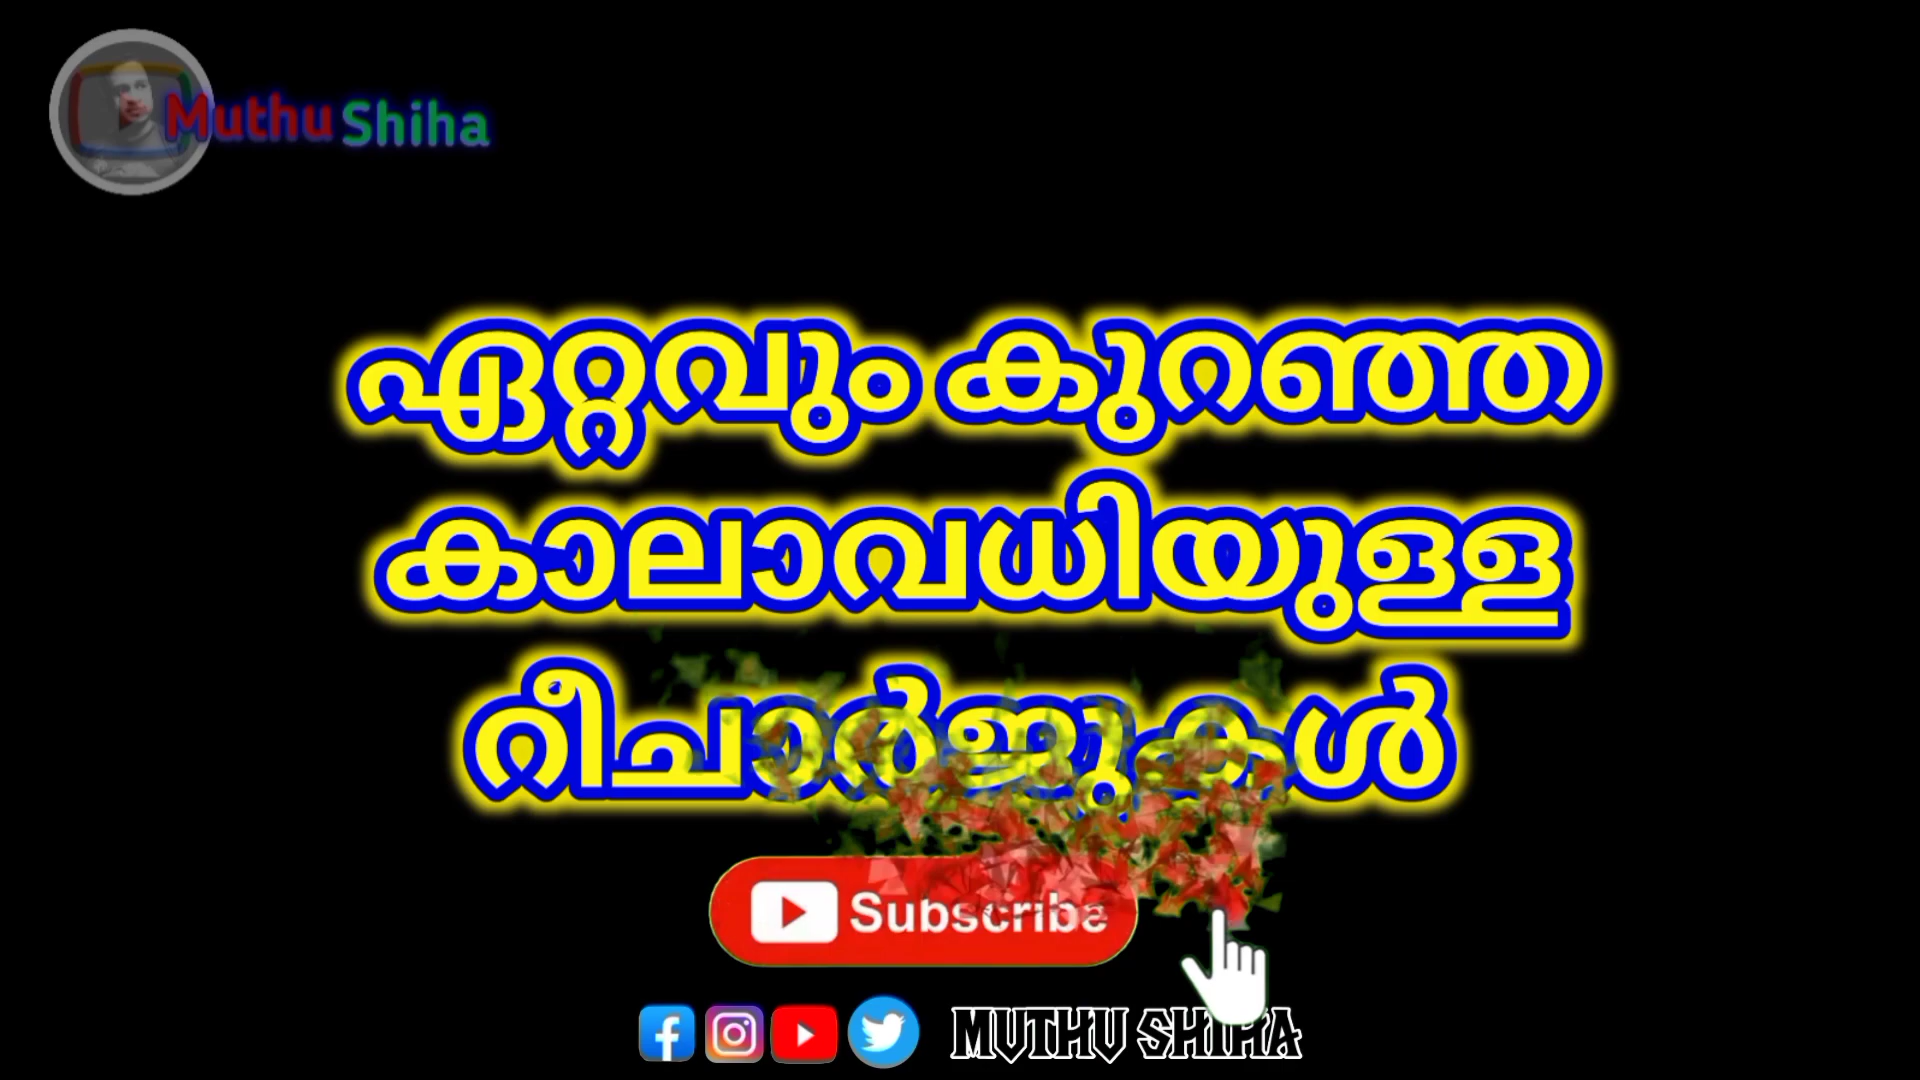 Muthu Shiha
ഏറ്റവും കുറഞ്ഞ
കാലാവധിയുള്ള
റീചാർജുകൾ
Subscribe
MUTHU SHIHA